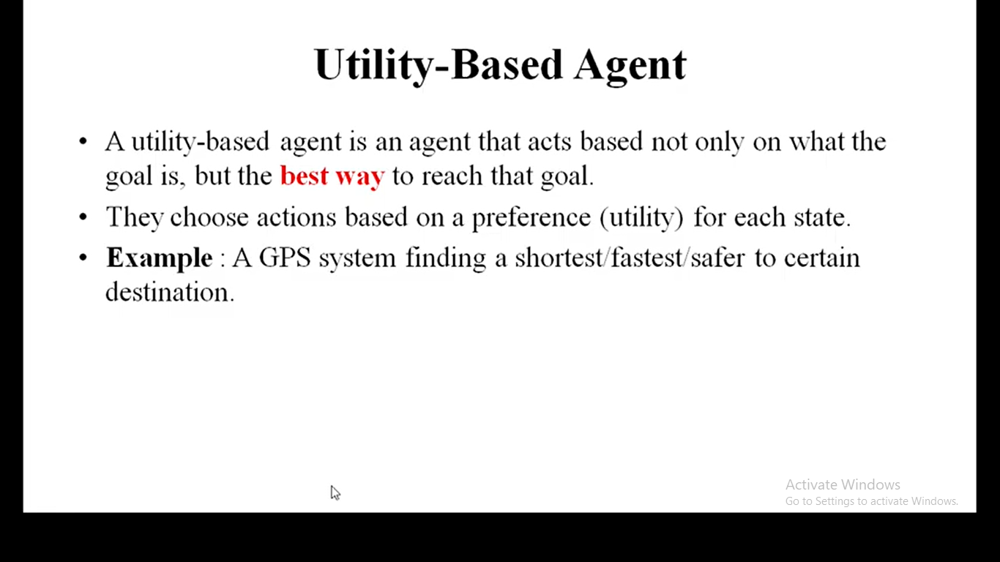 Utility-Based Agent
• A utility-based agent is an agent that acts based not only on what the
goal is, but the best way to reach that goal.
• They choose actions based on a preference (utility) for each state.
• Example : A GPS system finding a shortest/fastest/safer to certain
destination.
Activate Windows
Go to Settings to activate Windows.